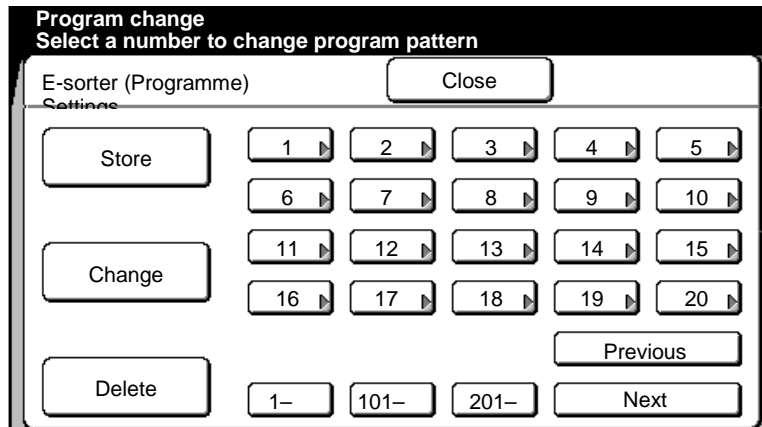 Program change
Select a number to change program pattern
E-sorter (Programme) Close
Settings
Store 1 2 3 4 5
6 7 8 9 10
Change 11 12 13 14 15
16 17 18 19 20
Previous
Delete 1– 101– 201– Next